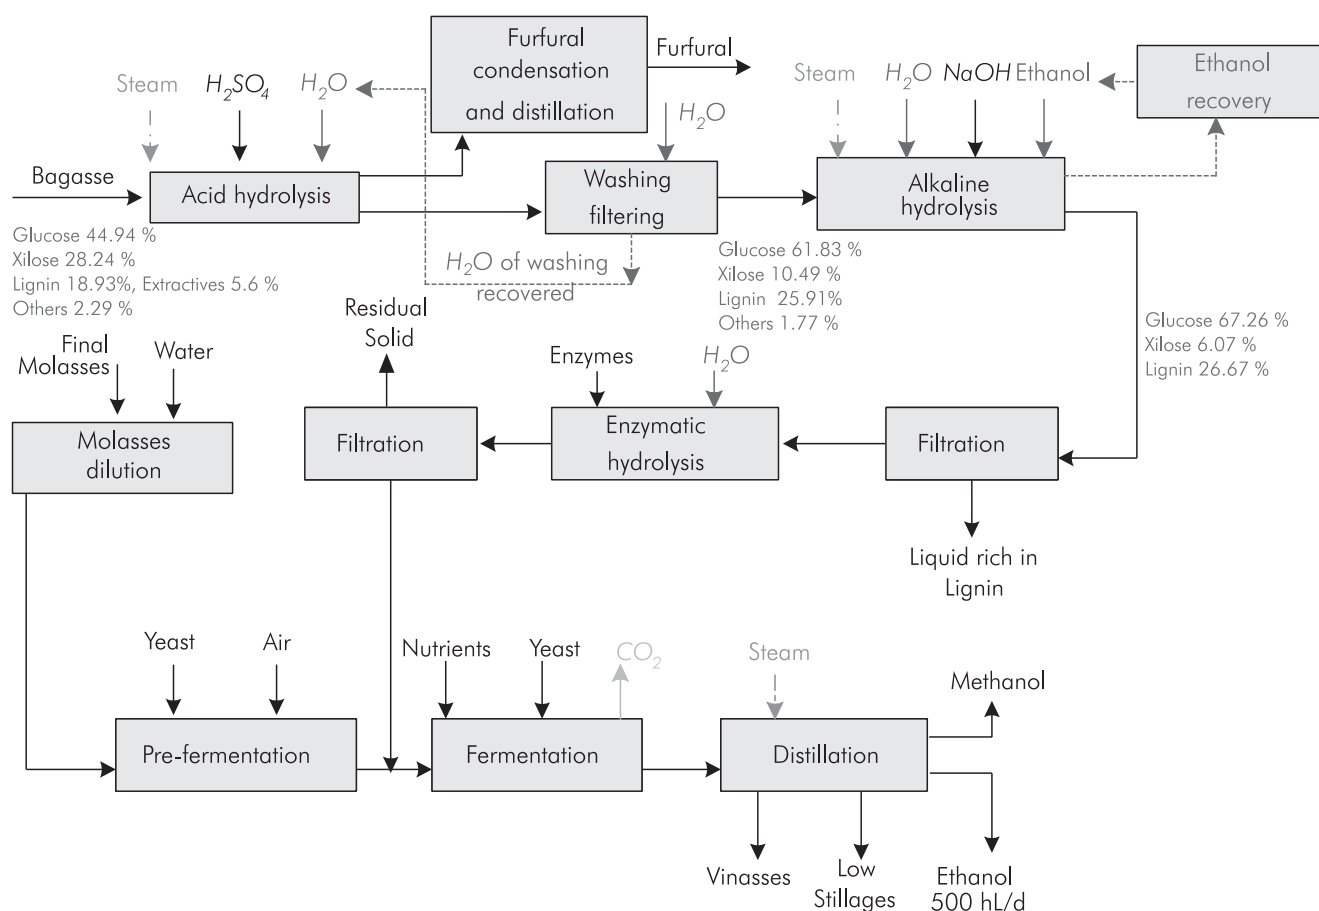 Furfural
condensation
and distillation
Furfural
Steam
H2SO4
H2O
H2O
Steam
H2O
NaOH
Ethanol
Ethanol
recovery
Bagasse
Acid hydrolysis
Washing
filtering
Alkaline
hydrolysis
Glucose 44.94 %
Xilose 28.24 %
Lignin 18.93%, Extractives 5.6 %
Others 2.29 %
H2O of washing
recovered
Glucose 61.83 %
Xilose 10.49 %
Lignin 25.91%
Others 1.77 %
Glucose 67.26 %
Xilose 6.07 %
Lignin 26.67 %
Final
Molasses
Water
Residual
Solid
Enzymes
H2O
Molasses
dilution
Filtration
Enzymatic
hydrolysis
Filtration
Liquid rich in
Lignin
Yeast
Air
Nutrients
Yeast
CO2
Steam
Methanol
Pre-fermentation
Fermentation
Distillation
Vinasses
Low
Stillages
Ethanol
500 hL/d